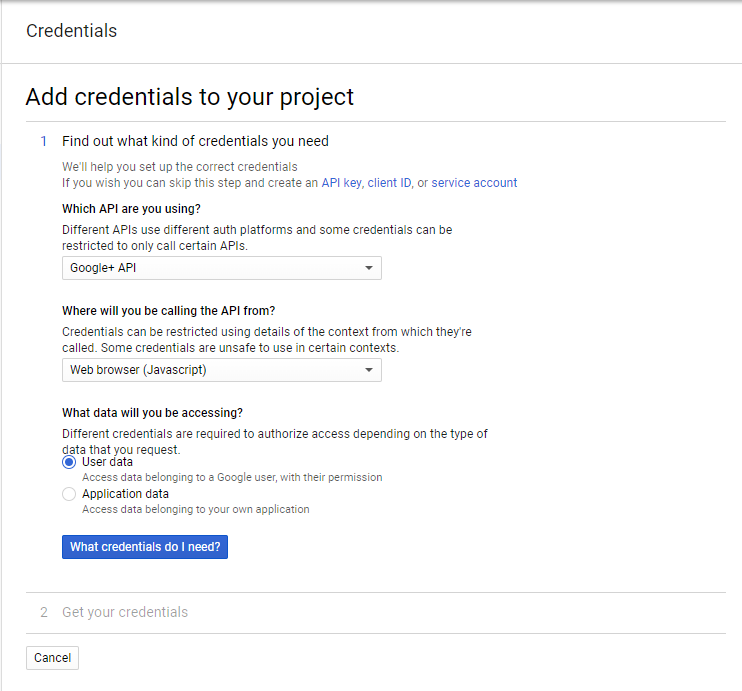 Credentials
Add credentials to your project
1 Find out what kind of credentials you need
We'll help you set up the correct credentials
If you wish you can skip this step and create an API key, client ID, or service account
Which API are you using?
Different APIs use different auth platforms and some credentials can be
restricted to only call certain APIs.
Google+ API
Where will you be calling the API from?
Credentials can be restricted using details of the context from which they're
called. Some credentials are unsafe to use in certain contexts.
Web browser (Javascript)
What data will you be accessing?
Different credentials are required to authorize access depending on the type of
data that you request.
User data
Access data belonging to a Google user, with their permission
Application data
Access data belonging to your own application
What credentials do I need?
2 Get your credentials
Cancel